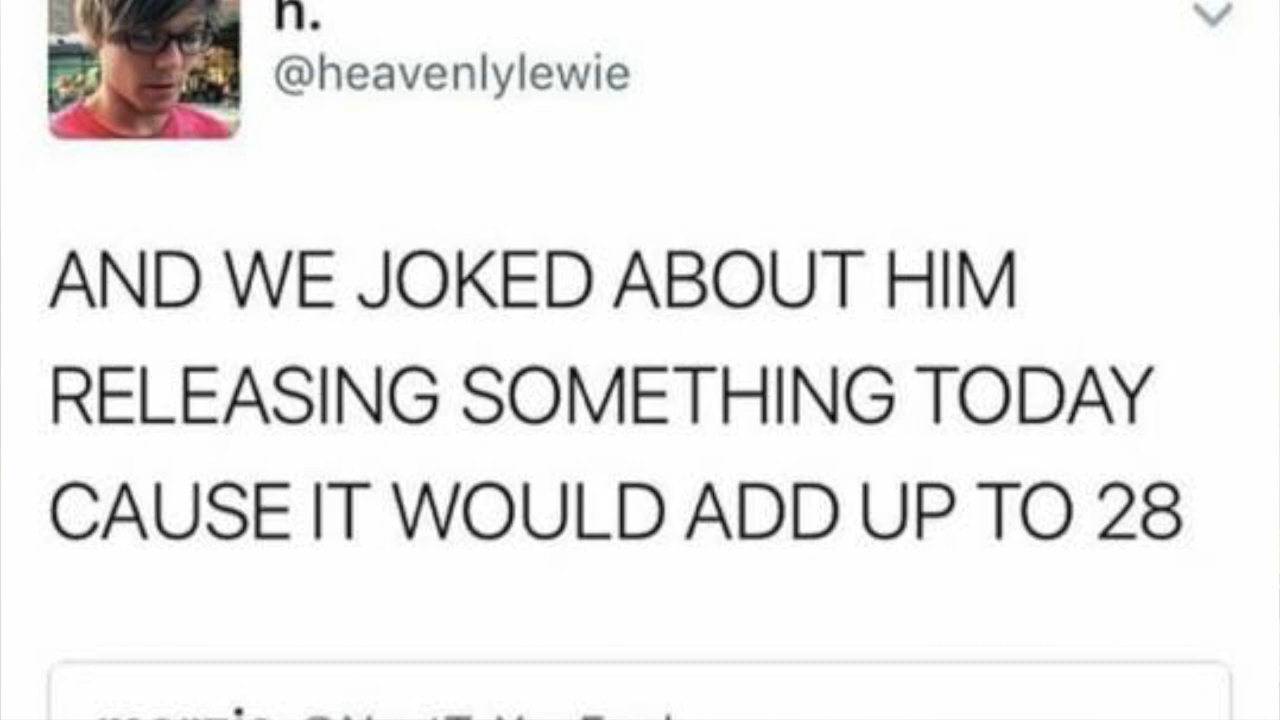 n.
@heavenlylewie
AND WE JOKED ABOUT HIM
RELEASING SOMETHING TODAY
CAUSE IT WOULD ADD UP TO 28